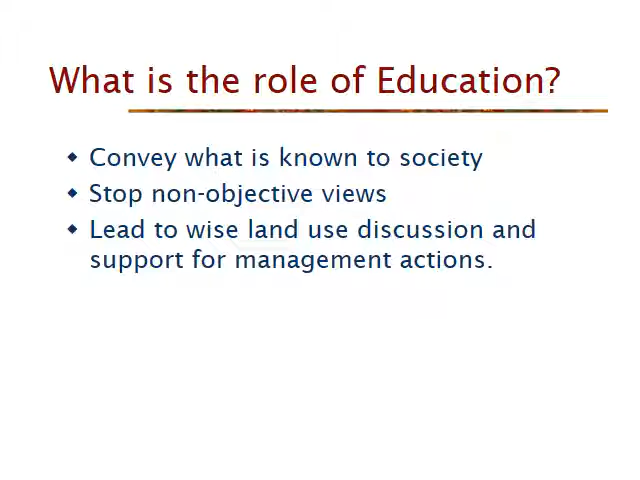 What is the role of Education?
Convey what is known to society
Stop non-objective views
Lead to wise land use discussion and
support for management actions.